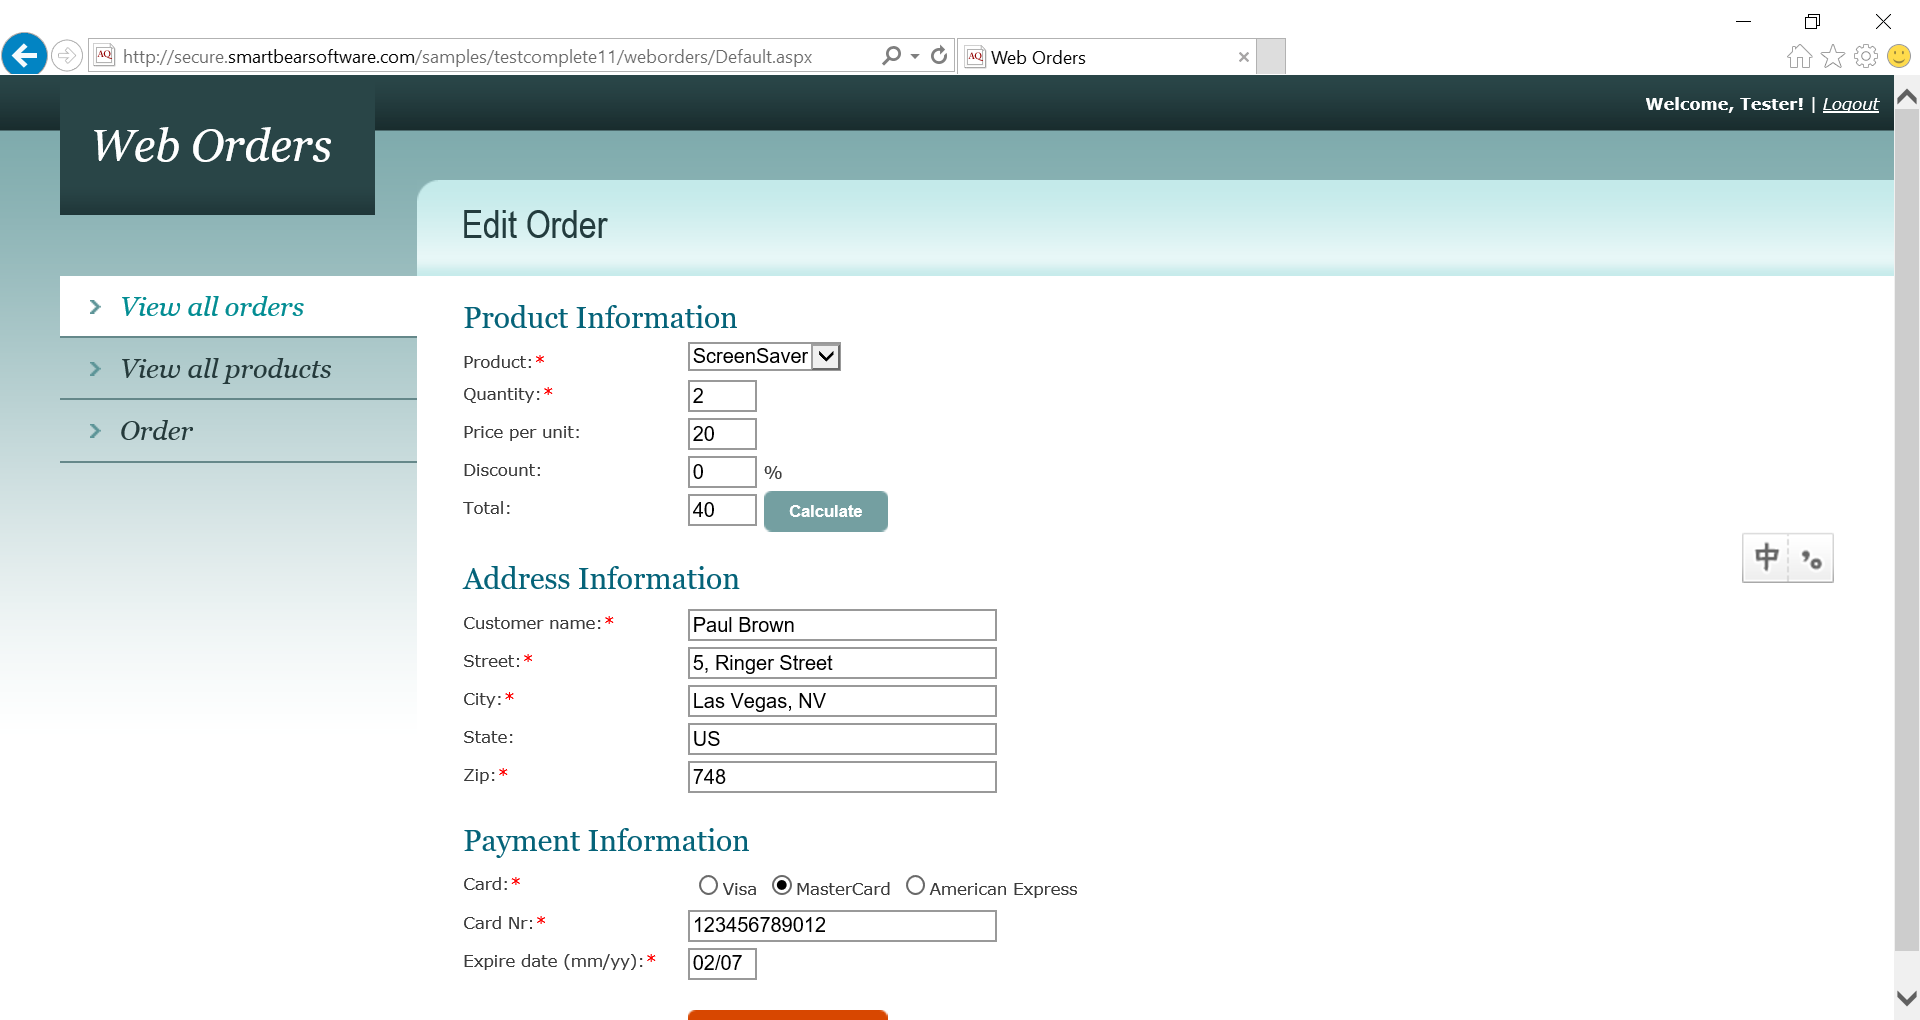 http://secure.smartbearsoftware.com/samples/testcomplete11/weborders/Default.aspx
AQ Web Orders
Welcome, Tester! | Logout
Web Orders
Edit Order
View all orders
View all products
Order
Product Information
Product:* ScreenSaver
Quantity:* 2
Price per unit: 20
Discount: 0 %
Total: 40 Calculate
中
Address Information
Customer name:* Paul Brown
Street:* 5, Ringer Street
City:* Las Vegas, NV
State: US
Zip:* 748
Payment Information
Card:* Visa MasterCard American Express
Card Nr:* 123456789012
Expire date (mm/yy):* 02/07